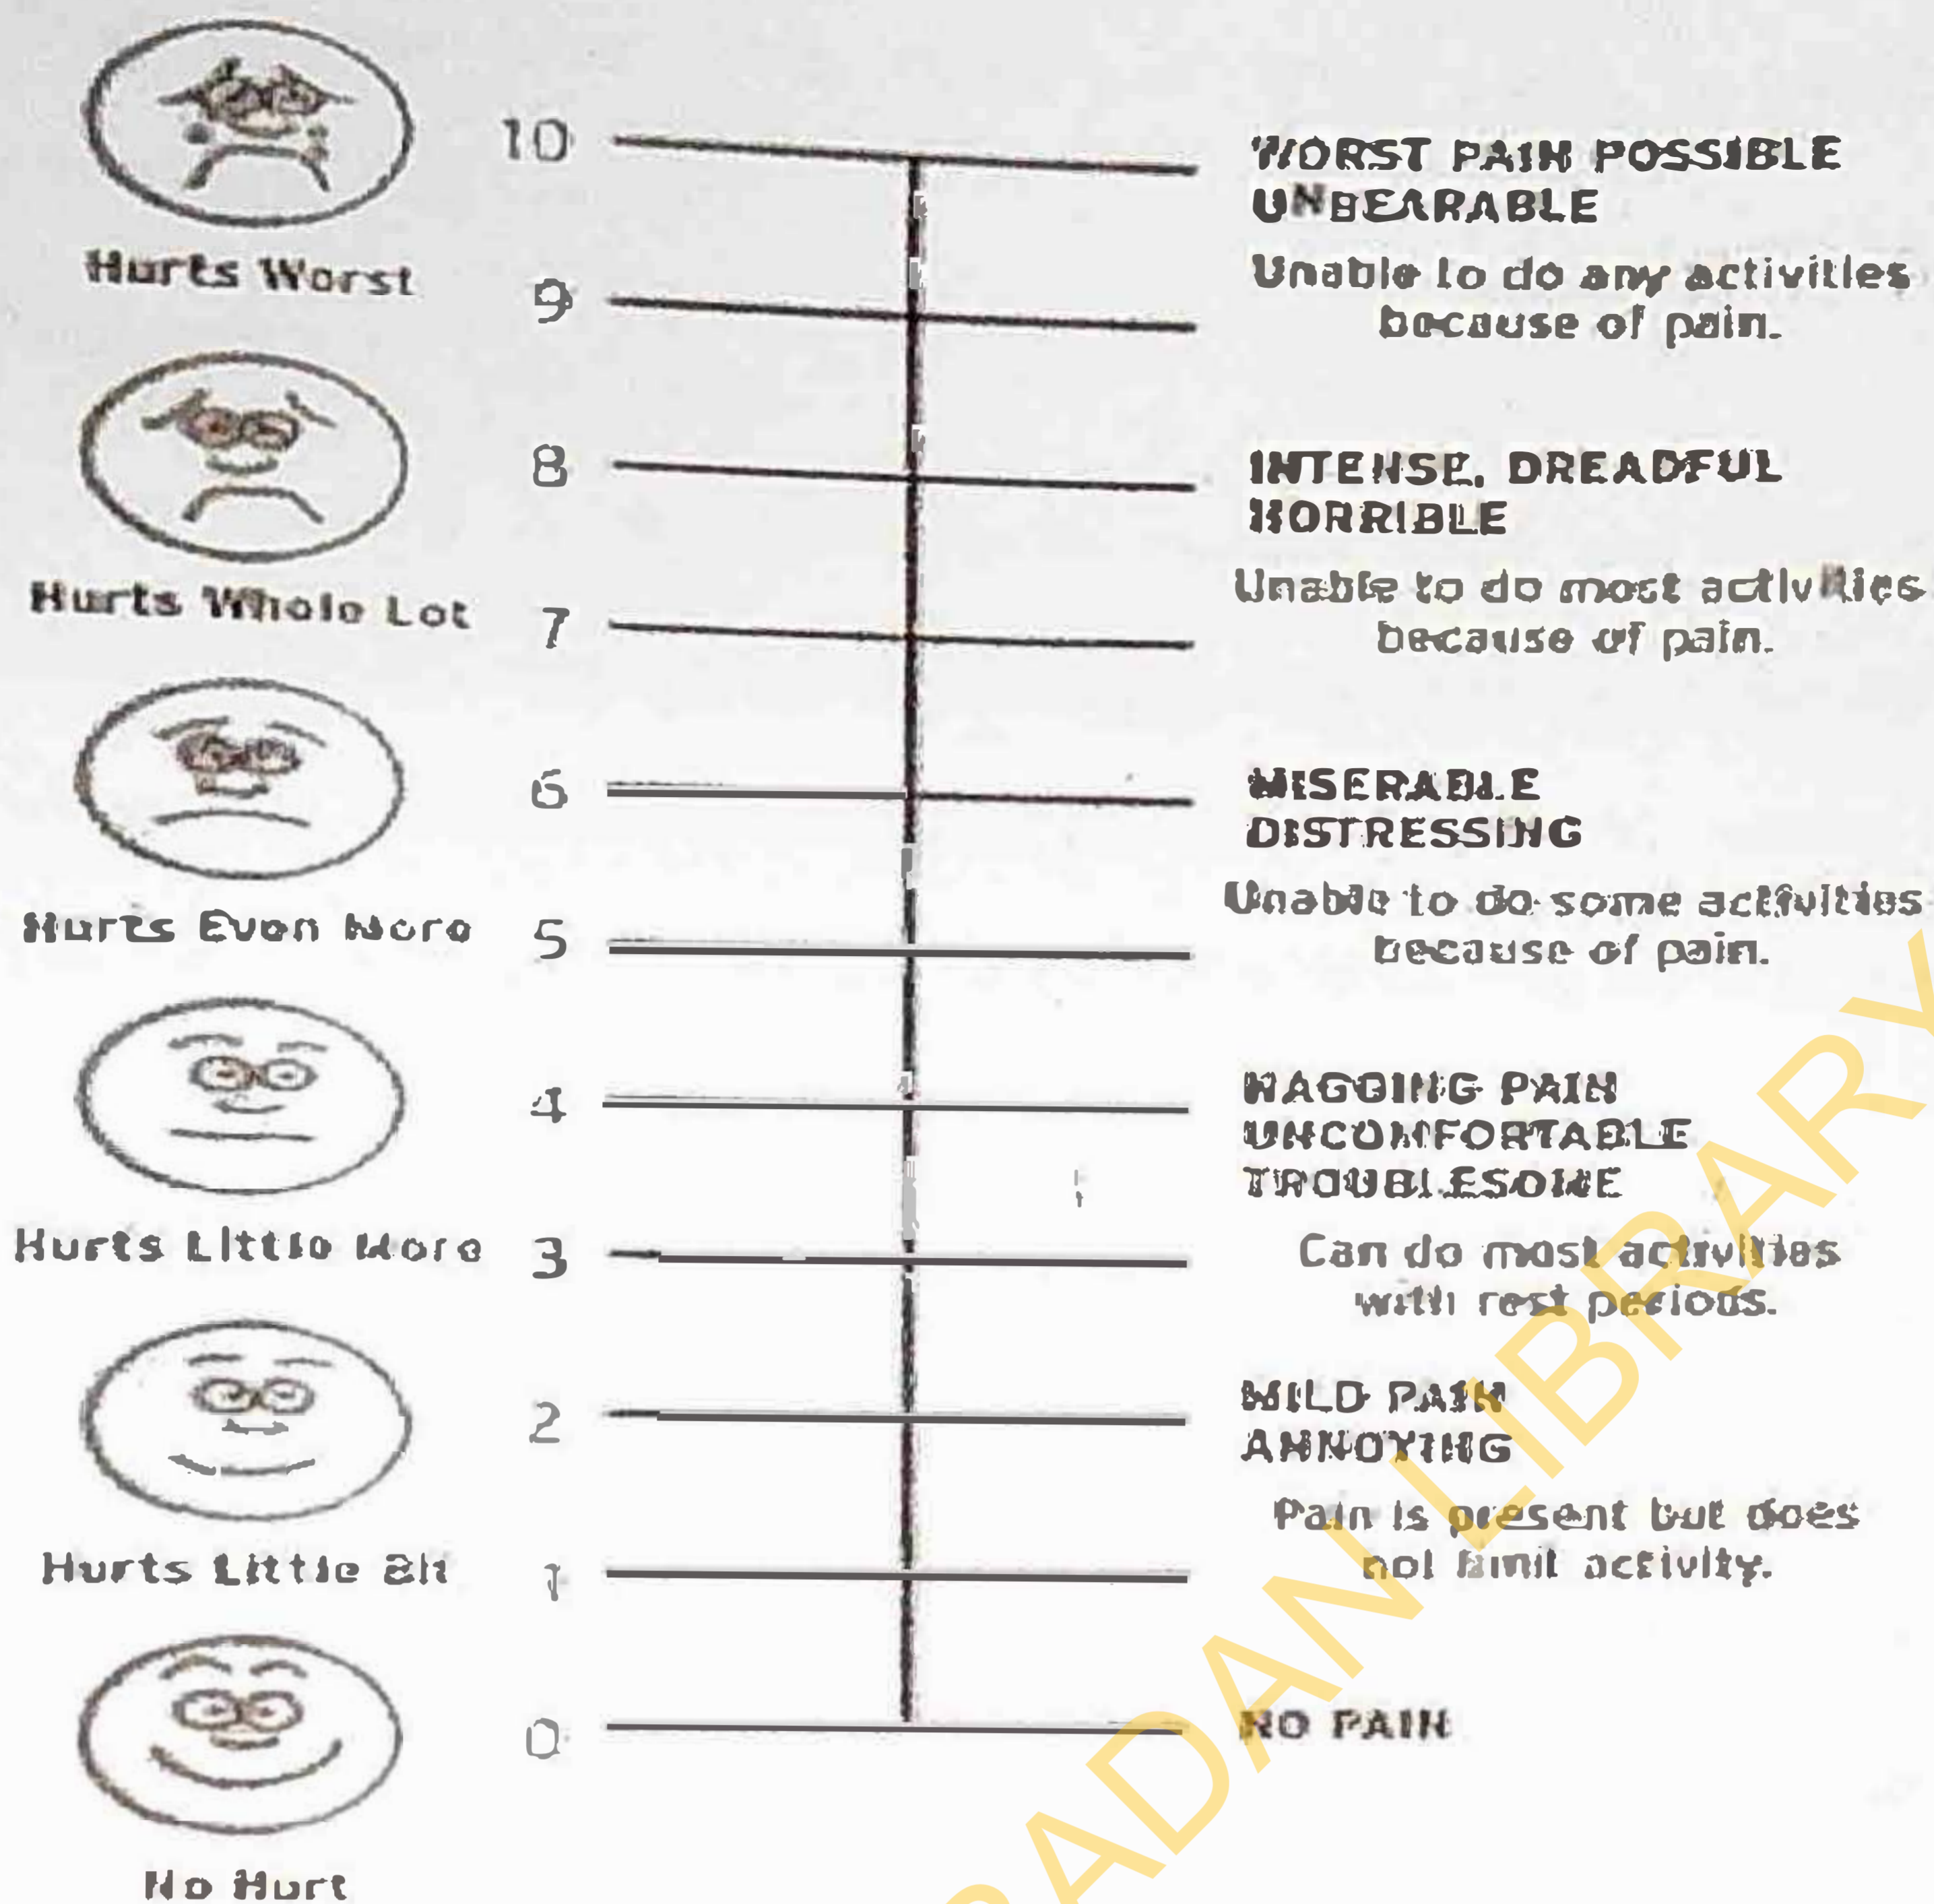 Hurts Worst
10
WORST PAIN POSSIBLE
UNBEARABLE
Unable to do any activities
because of pain.
9
Hurts Whole Lot
8
INTENSE, DREADFUL
HORRIBLE
Unable to do most activities
because of pain.
7
Hurts Even More
6
MISERABLE
DISTRESSING
Unable to do some activities
because of pain.
5
Hurts Little More
4
NAGGING PAIN
UNCOMFORTABLE
TROUBLESOME
Can do most activities
with rest periods.
3
Hurts Little Bit
2
MILD PAIN
ANNOYING
Pain is present but does
not limit activity.
1
No Hurt
0
NO PAIN
ADAN LIBRARY